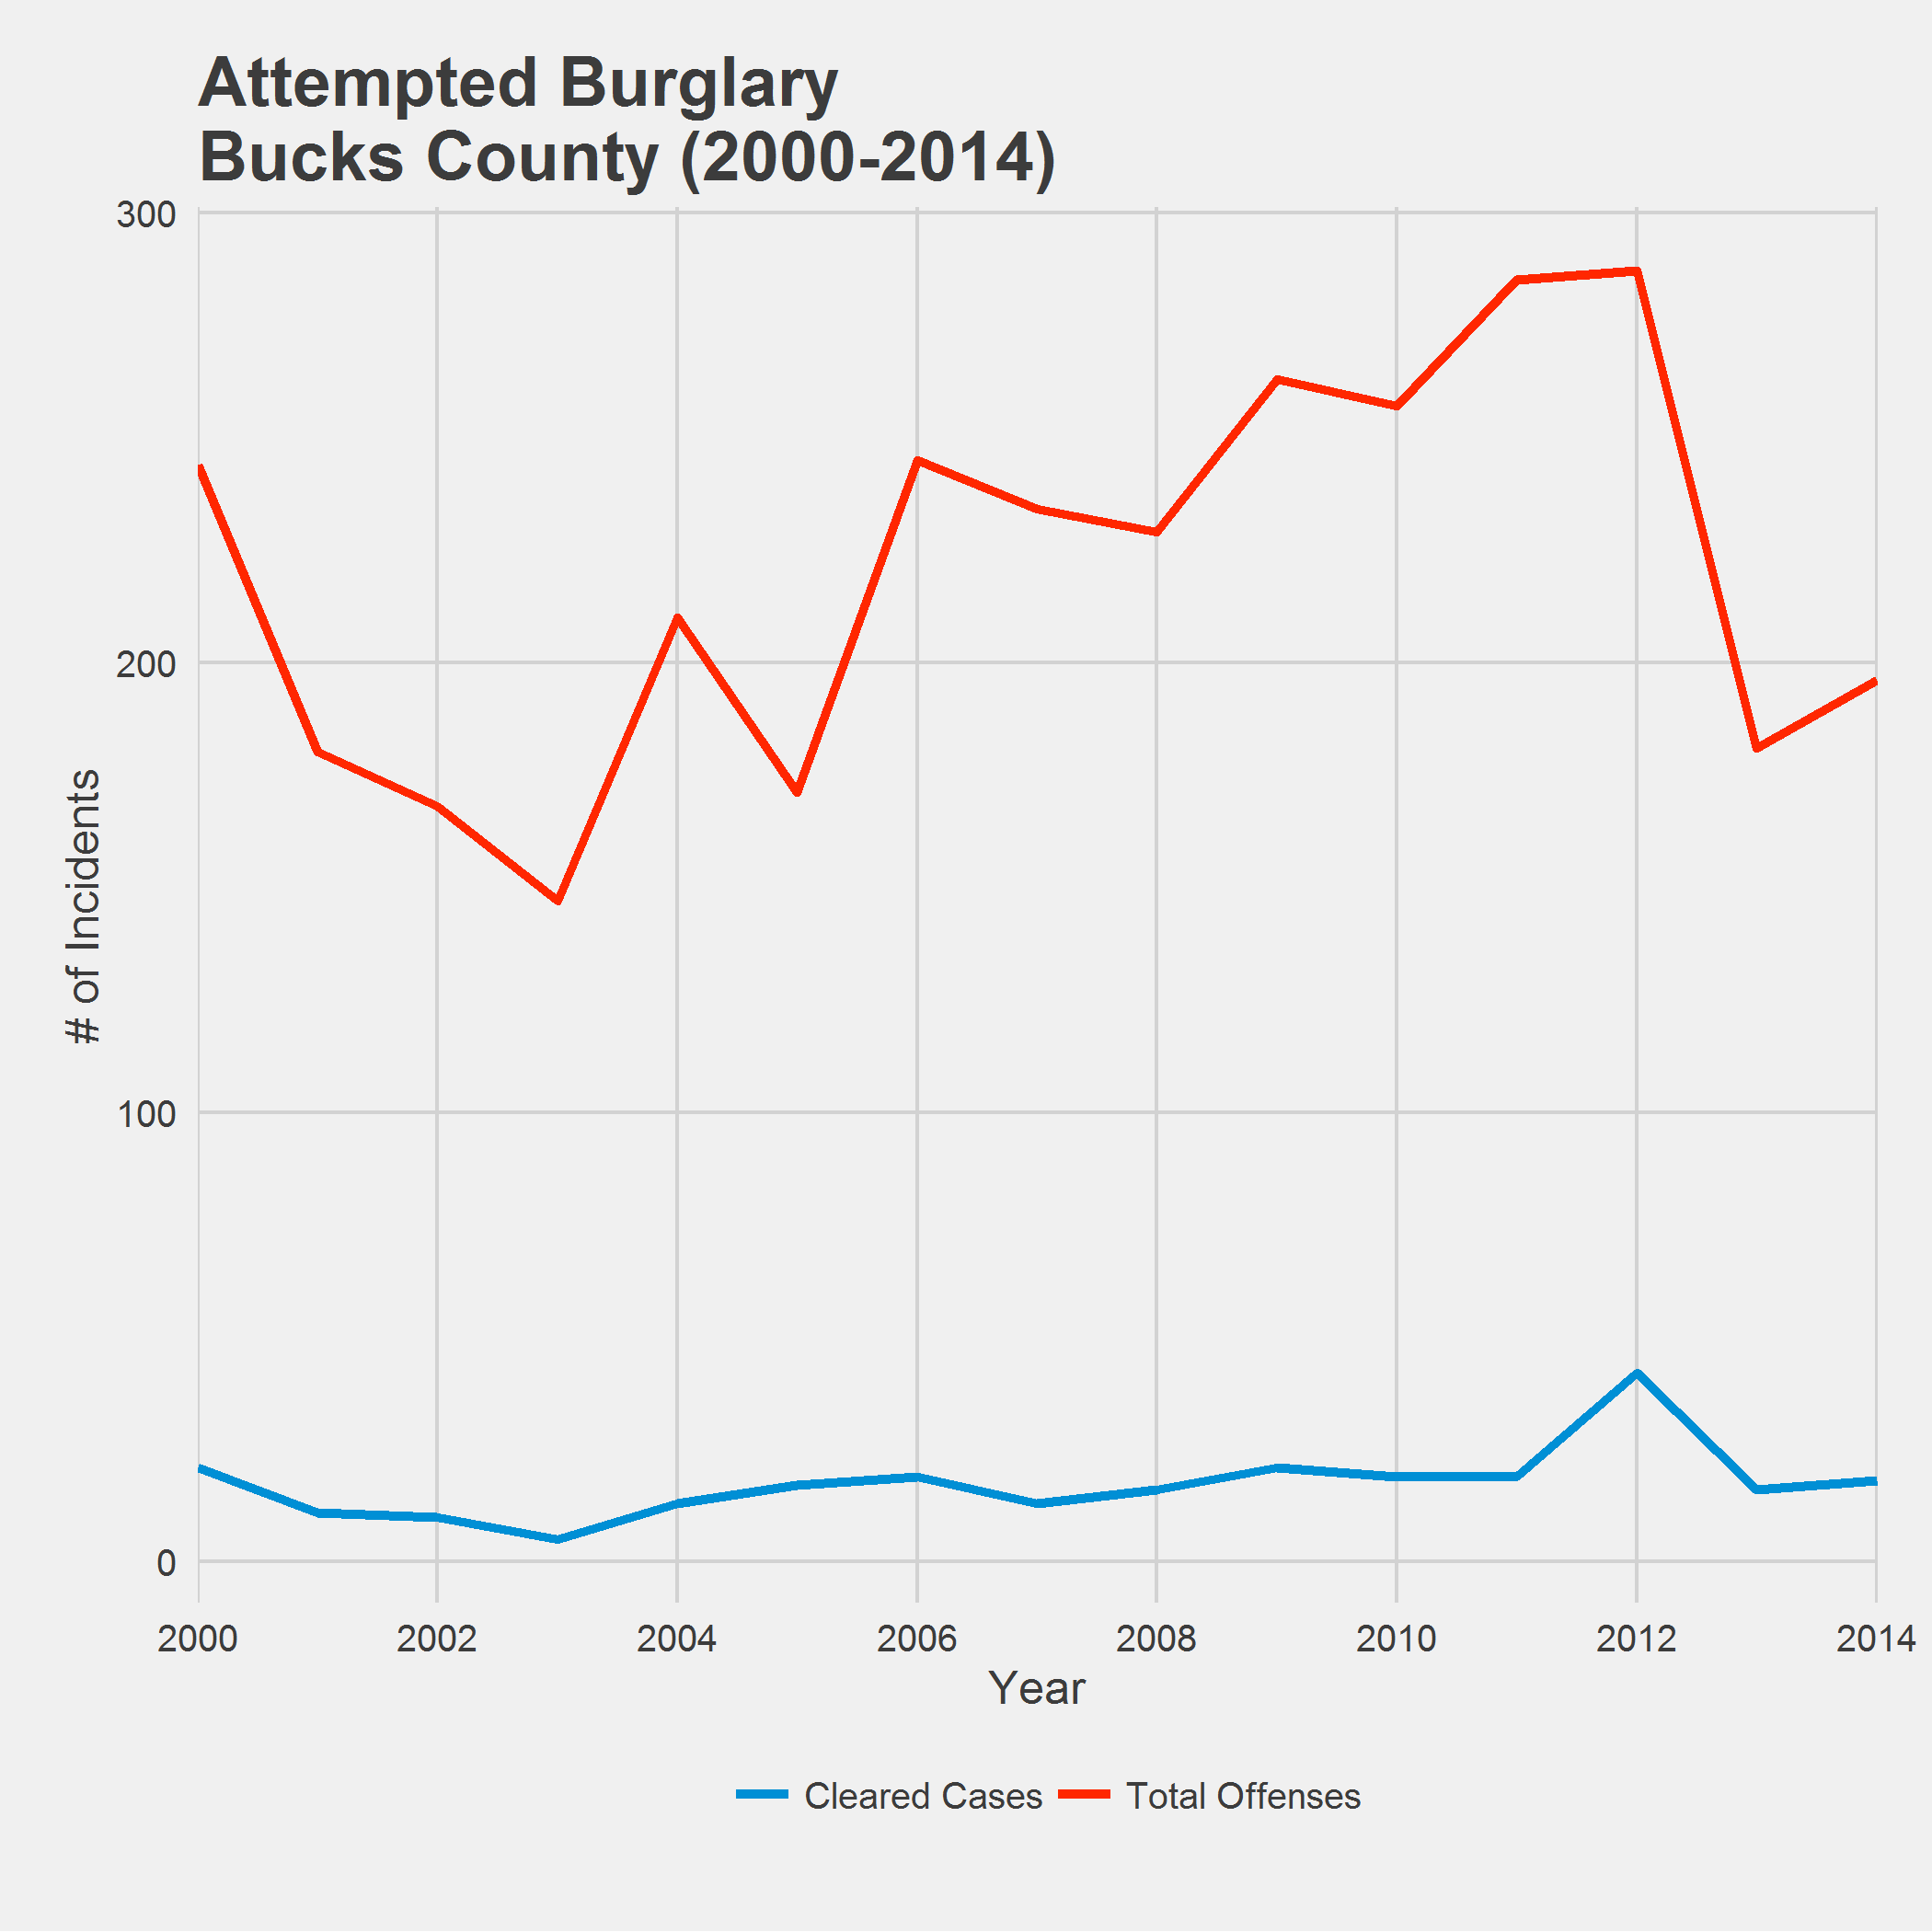 Attempted Burglary
Bucks County (2000-2014)
300
200
100
0
# of Incidents
2000 2002 2004 2006 2008 2010 2012 2014
Year
Cleared Cases Total Offenses